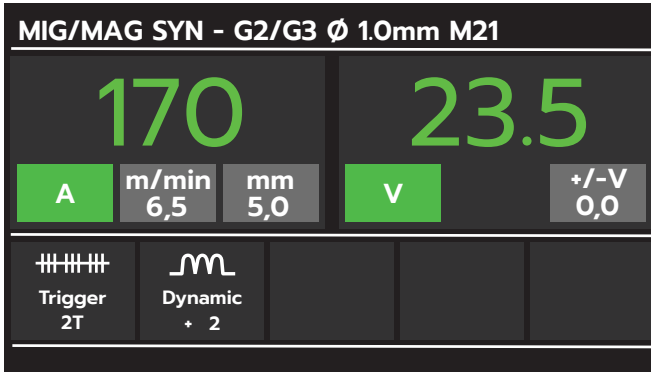 MIG/MAG SYN - G2/G3 Ø 1.0mm M21
170
23.5
A
m/min
6,5
mm
5,0
V
+/-V
0,0
Trigger
2T
Dynamic
+ 2